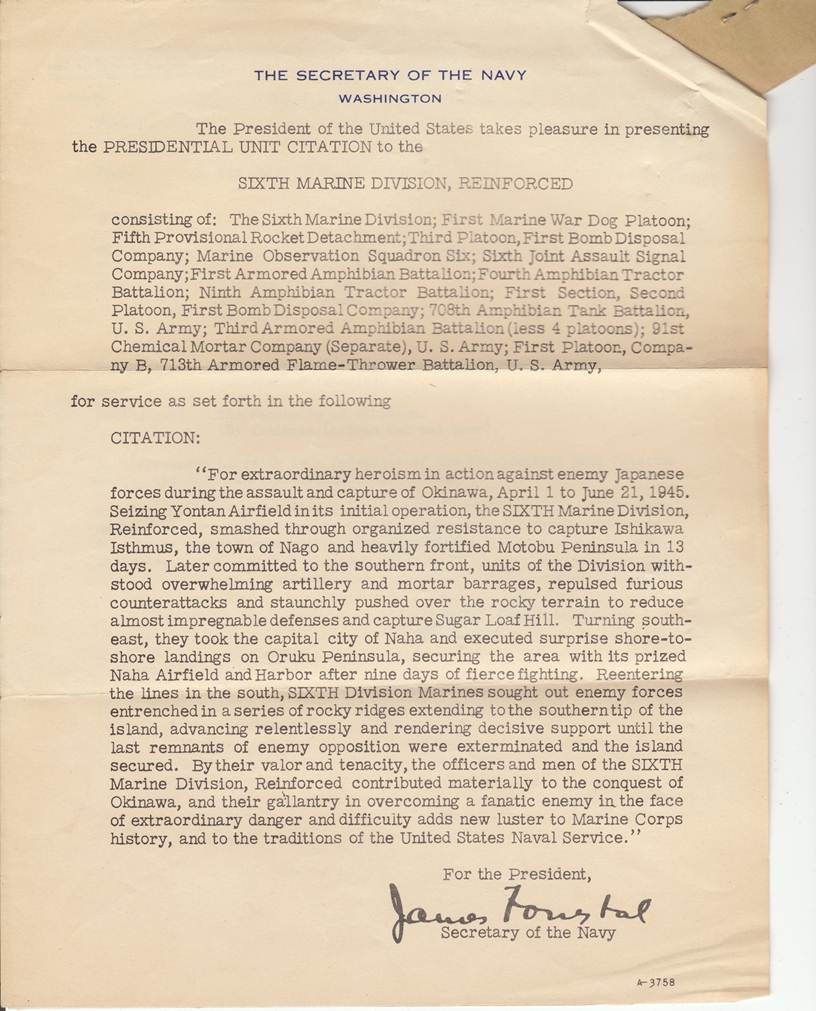 THE SECRETARY OF THE NAVY
WASHINGTON
The President of the United States takes pleasure in presenting
the PRESIDENTIAL UNIT CITATION to the
SIXTH MARINE DIVISION, REINFORCED
consisting of: The Sixth Marine Division; First Marine War Dog Platoon;
Fifth Provisional Rocket Detachment; Third Platoon, First Bomb Disposal
Company; Marine Observation Squadron Six; Sixth Joint Assault Signal
Company; First Armored Amphibian Battalion; Fourth Amphibian Tractor
Battalion; Ninth Amphibian Tractor Battalion; First Section, Second
Platoon, First Bomb Disposal Company; 708th Amphibian Tank Battalion,
U. S. Army; Third Armored Amphibian Battalion (less 4 platoons); 91st
Chemical Mortar Company (Separate), U. S. Army; First Platoon, Compa-
ny B, 713th Armored Flame-Thrower Battalion, U. S. Army,
for service as set forth in the following
CITATION:
"For extraordinary heroism in action against enemy Japanese
forces during the assault and capture of Okinawa, April 1 to June 21, 1945.
Seizing Yontan Airfield in its initial operation, the SIXTH Marine Division,
Reinforced, smashed through organized resistance to capture Ishikawa
Isthmus, the town of Nago and heavily fortified Motobu Peninsula in 13
days. Later committed to the southern front, units of the Division with-
stood overwhelming artillery and mortar barrages, repulsed furious
counterattacks and staunchly pushed over the rocky terrain to reduce
almost impregnable defenses and capture Sugar Loaf Hill. Turning south-
east, they took the capital city of Naha and executed surprise shore-to-
shore landings on Oruku Peninsula, securing the area with its prized
Naha Airfield and Harbor after nine days of fierce fighting. Reentering
the lines in the south, SIXTH Division Marines sought out enemy forces
entrenched in a series of rocky ridges extending to the southern tip of the
island, advancing relentlessly and rendering decisive support until the
last remnants of enemy opposition were exterminated and the island
secured. By their valor and tenacity, the officers and men of the SIXTH
Marine Division, Reinforced contributed materially to the conquest of
Okinawa, and their gallantry in overcoming a fanatic enemy in the face
of extraordinary danger and difficulty adds new luster to Marine Corps
history, and to the traditions of the United States Naval Service."
For the President,
James Forrestal
Secretary of the Navy
A-3758